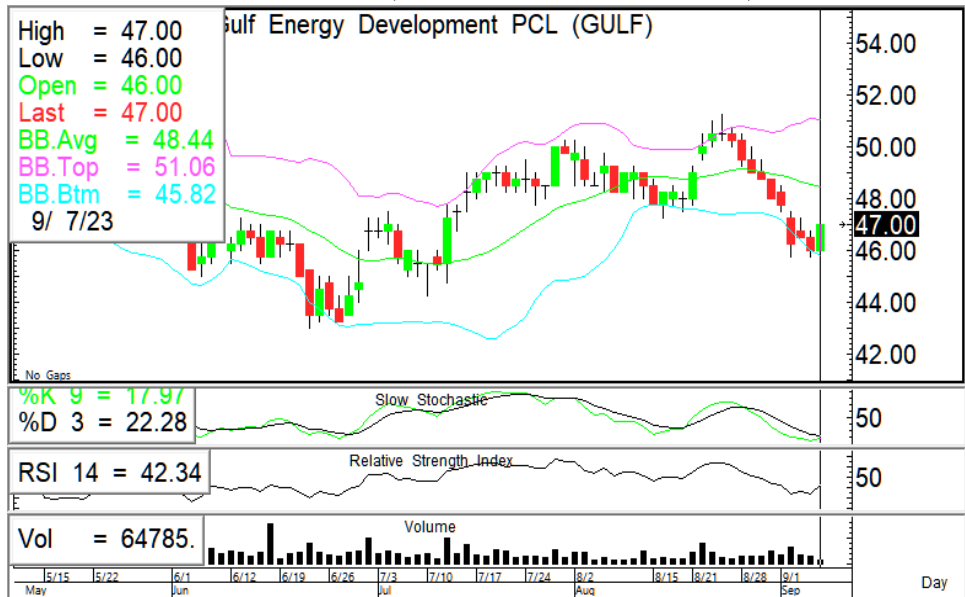 Gulf Energy Development PCL (GULF)
High = 47.00
Low = 46.00
Open = 46.00
Last = 47.00
BB.Avg = 48.44
BB.Top = 51.06
BB.Btm = 45.82
9/ 7/23
54.00
52.00
50.00
48.00
47.00
46.00
44.00
42.00
No Gaps
%K 9 = 17.97
%D 3 = 22.28
Slow Stochastic
50
RSI 14 = 42.34
Relative Strength Index
50
Vol = 64785.
Volume
5/15 5/22 6/1 6/12 6/19 6/26 7/3 7/10 7/17 7/24 8/2 8/15 8/21 8/28 9/1
May Jun Jul Aug Sep
Day